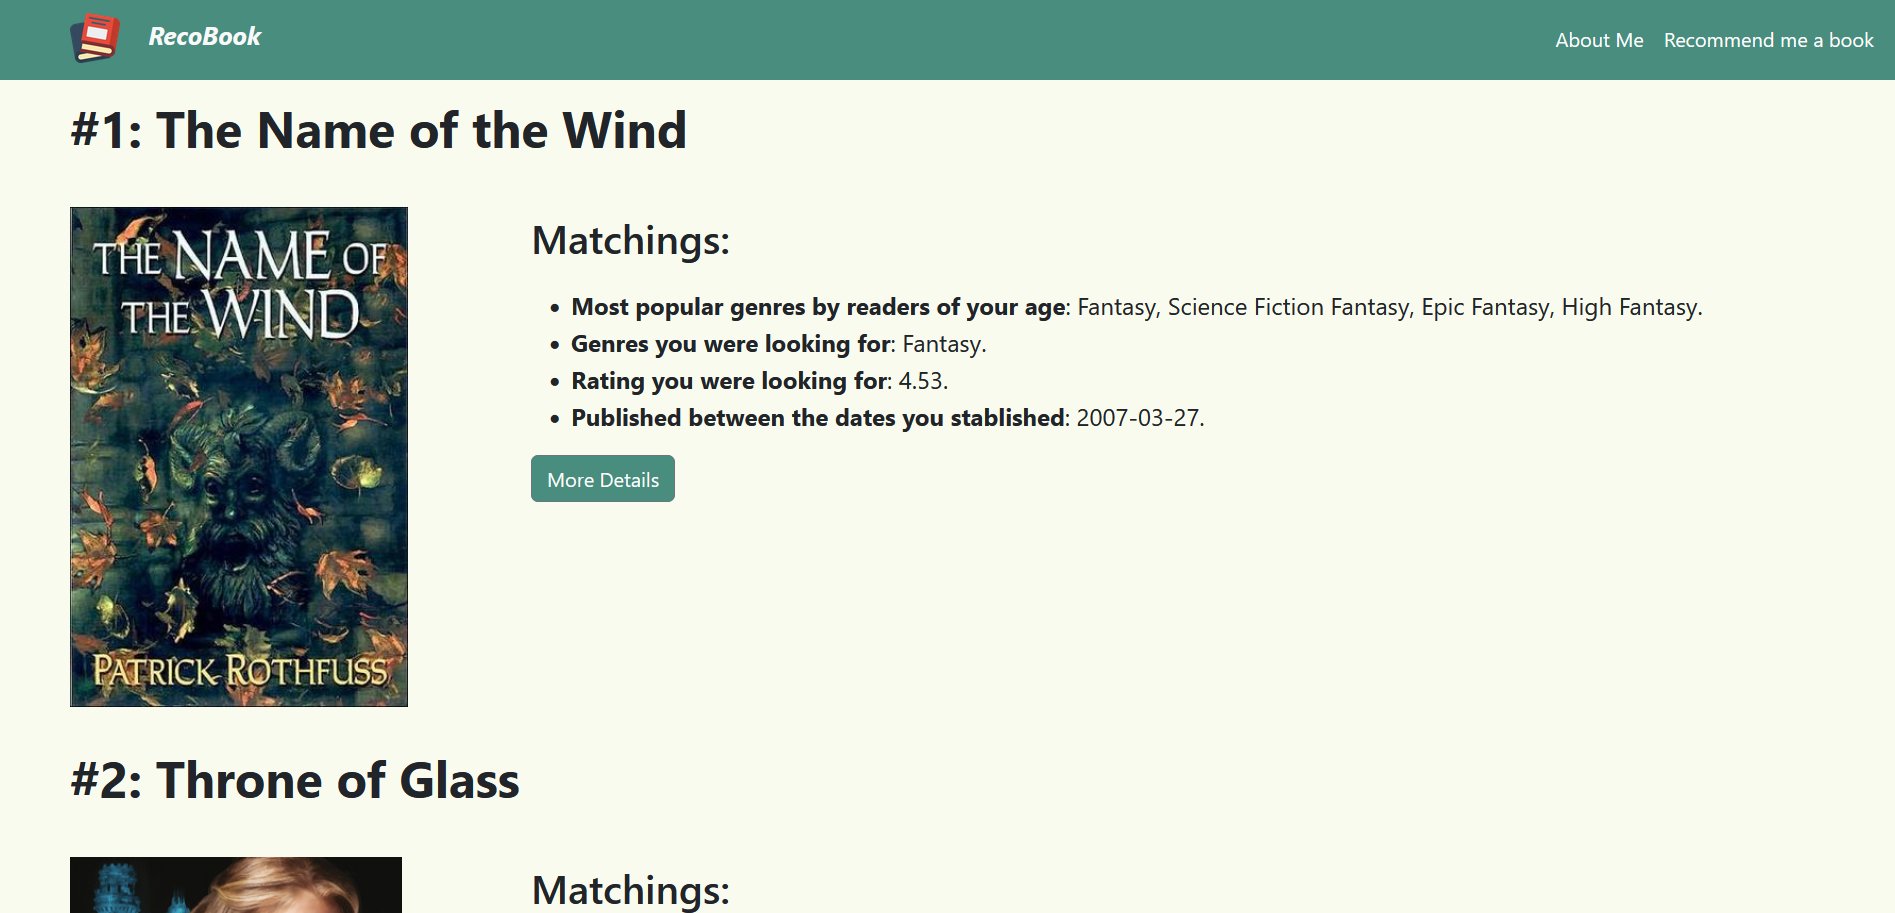 RecoBook
About Me
Recommend me a book
#1: The Name of the Wind
THE NAME OF
THE WIND
PATRICK ROTHFUSS
Matchings:
Most popular genres by readers of your age: Fantasy, Science Fiction Fantasy, Epic Fantasy, High Fantasy.
Genres you were looking for: Fantasy.
Rating you were looking for: 4.53.
Published between the dates you stablished: 2007-03-27.
More Details
#2: Throne of Glass
Matchings: